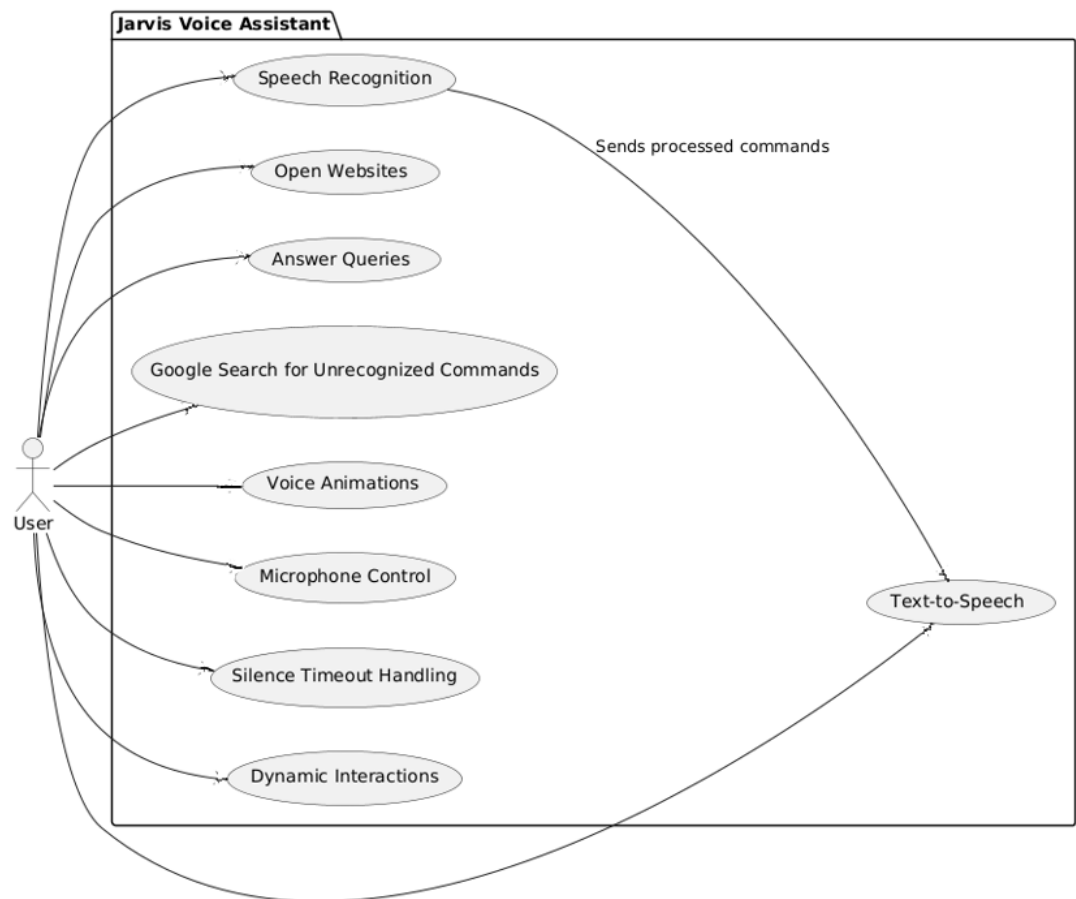 Jarvis Voice Assistant
Speech Recognition
Sends processed commands
Open Websites
Answer Queries
Google Search for Unrecognized Commands
Voice Animations
User
Microphone Control
Text-to-Speech
Silence Timeout Handling
Dynamic Interactions